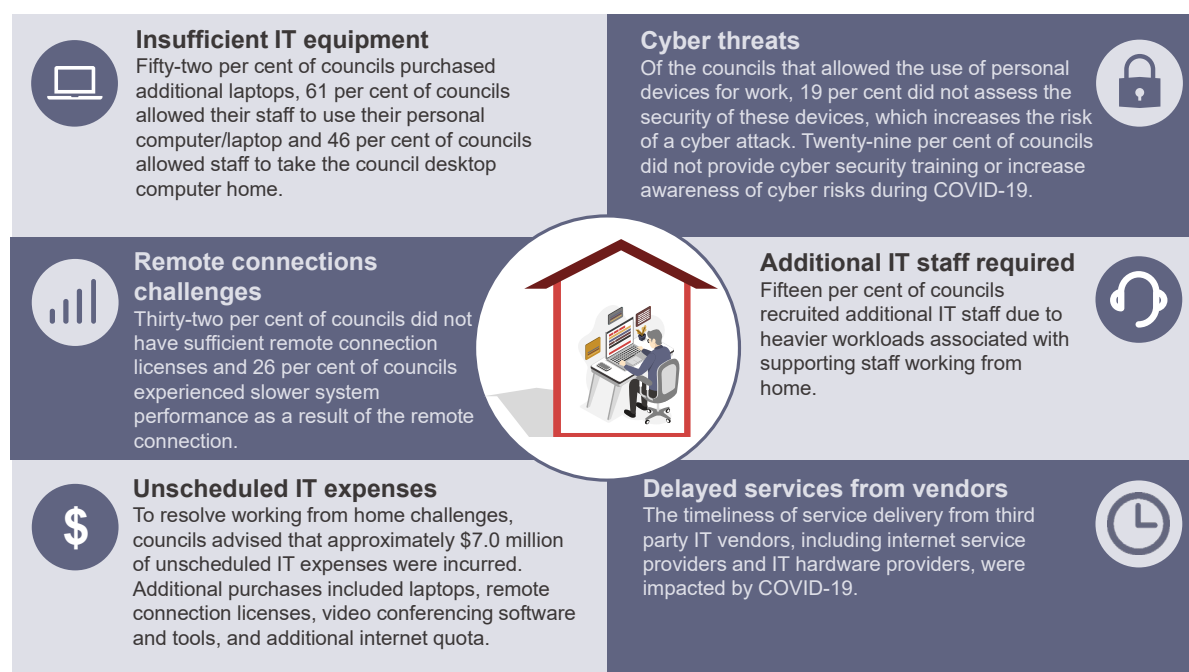 Insufficient IT equipment
Fifty-two per cent of councils purchased
additional laptops, 61 per cent of councils
allowed their staff to use their personal
computer/laptop and 46 per cent of councils
allowed staff to take the council desktop
computer home.
Cyber threats
Of the councils that allowed the use of personal
devices for work, 19 per cent did not assess the
security of these devices, which increases the risk
of a cyber attack. Twenty-nine per cent of councils
did not provide cyber security training or increase
awareness of cyber risks during COVID-19.
Remote connections
challenges
Thirty-two per cent of councils did not
have sufficient remote connection
licenses and 26 per cent of councils
experienced slower system
performance as a result of the remote
connection.
Additional IT staff required
Fifteen per cent of councils
recruited additional IT staff due to
heavier workloads associated with
supporting staff working from
home.
$
Unscheduled IT expenses
To resolve working from home challenges,
councils advised that approximately $7.0 million
of unscheduled IT expenses were incurred.
Additional purchases included laptops, remote
connection licenses, video conferencing software
and tools, and additional internet quota.
Delayed services from vendors
The timeliness of service delivery from third
party IT vendors, including internet service
providers and IT hardware providers, were
impacted by COVID-19.